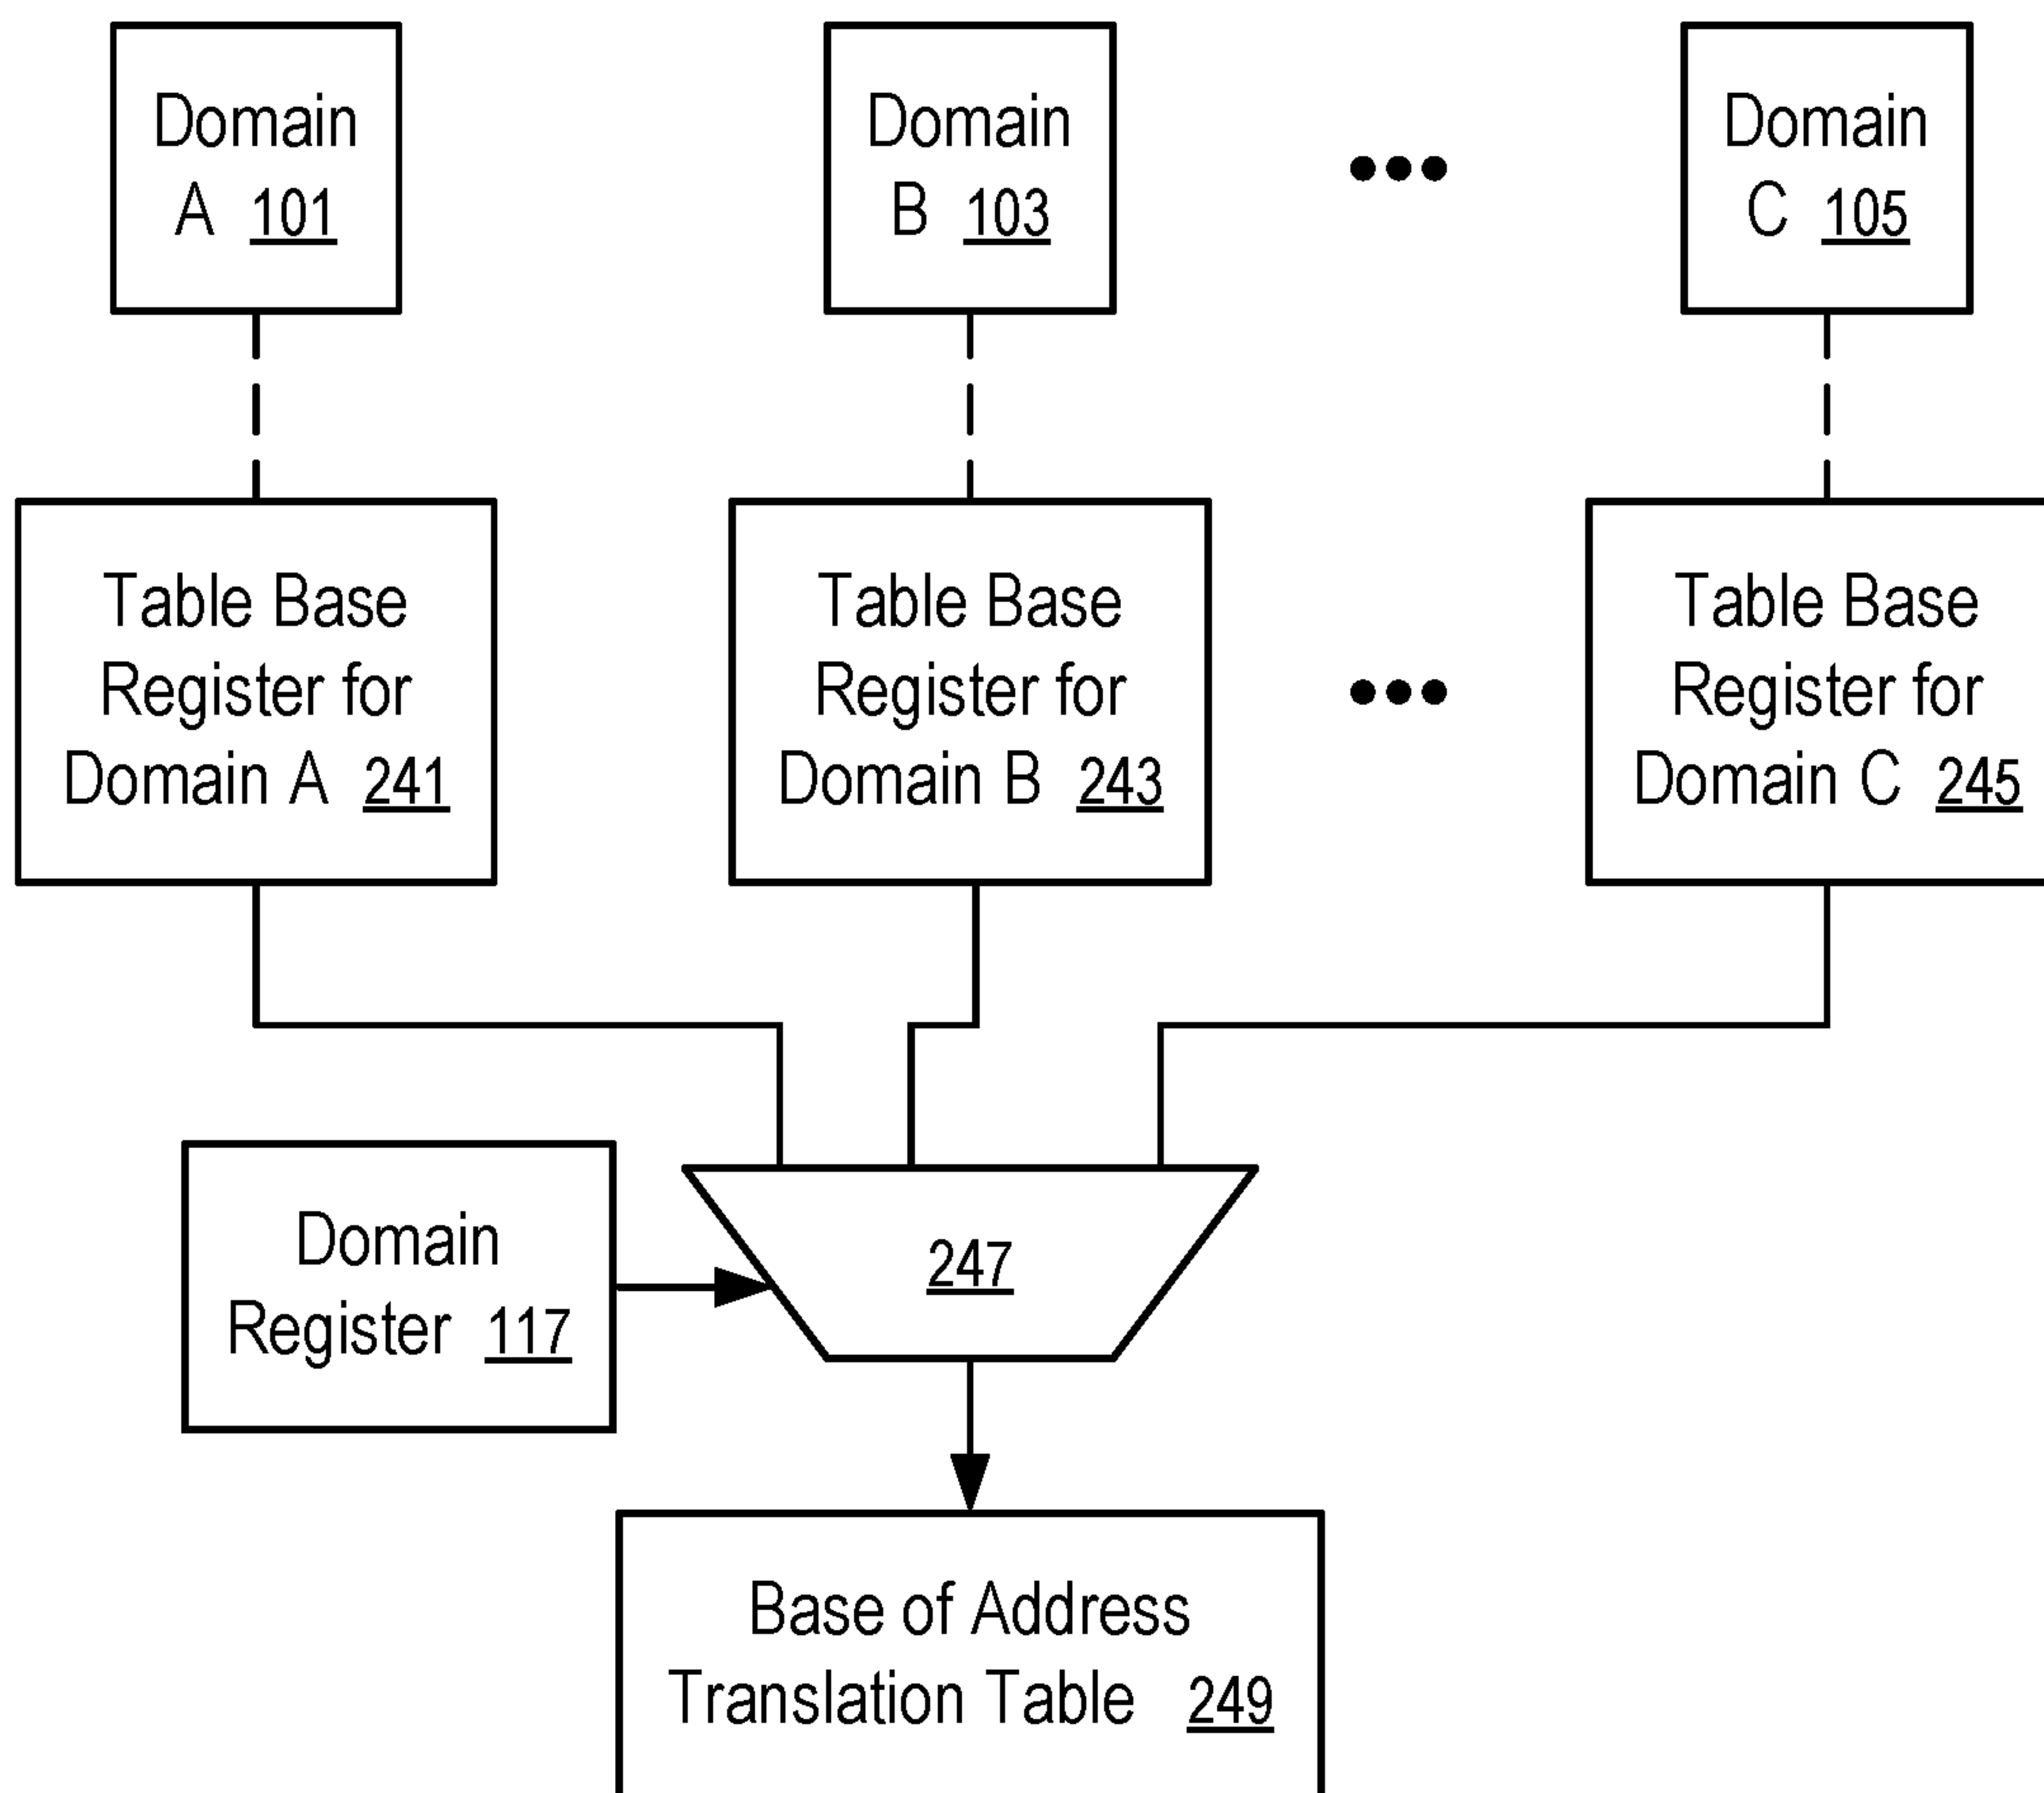 Domain
A 101
Domain
B 103
Domain
C 105
Table Base
Register for
Domain A 241
Table Base
Register for
Domain B 243
Table Base
Register for
Domain C 245
Domain
Register 117
247
Base of Address
Translation Table 249